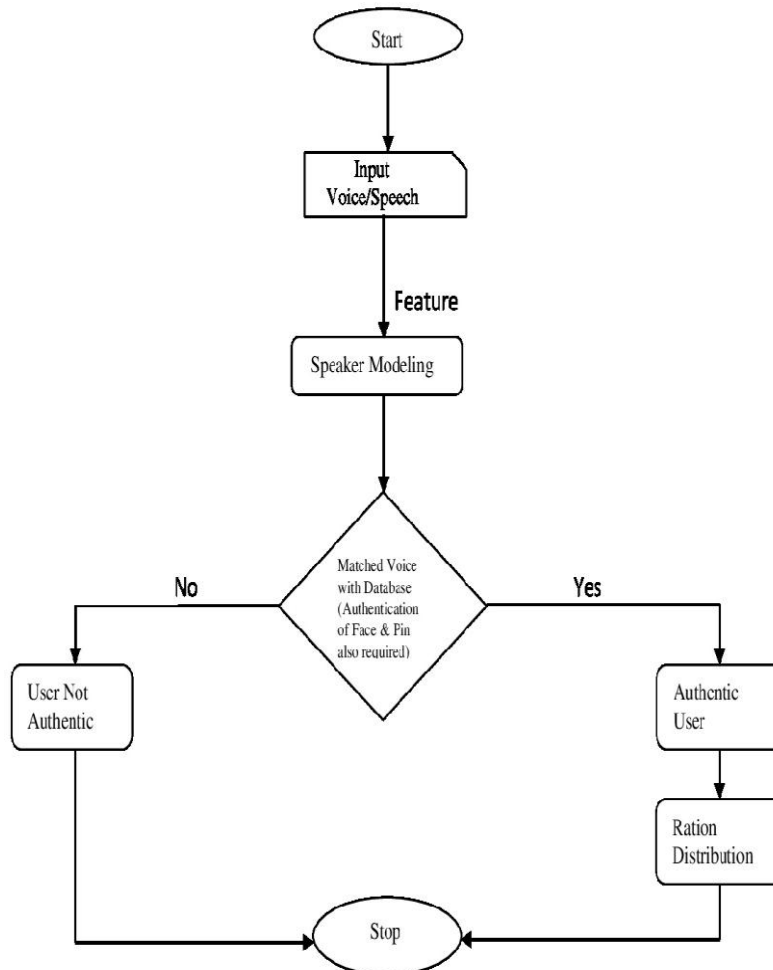 Start
Input
Voice/Speech
Feature
Speaker Modeling
Matched Voice
with Database
(Authentication
of Face & Pin
also required)
No
Yes
User Not
Authentic
Authentic
User
Ration
Distribution
Stop